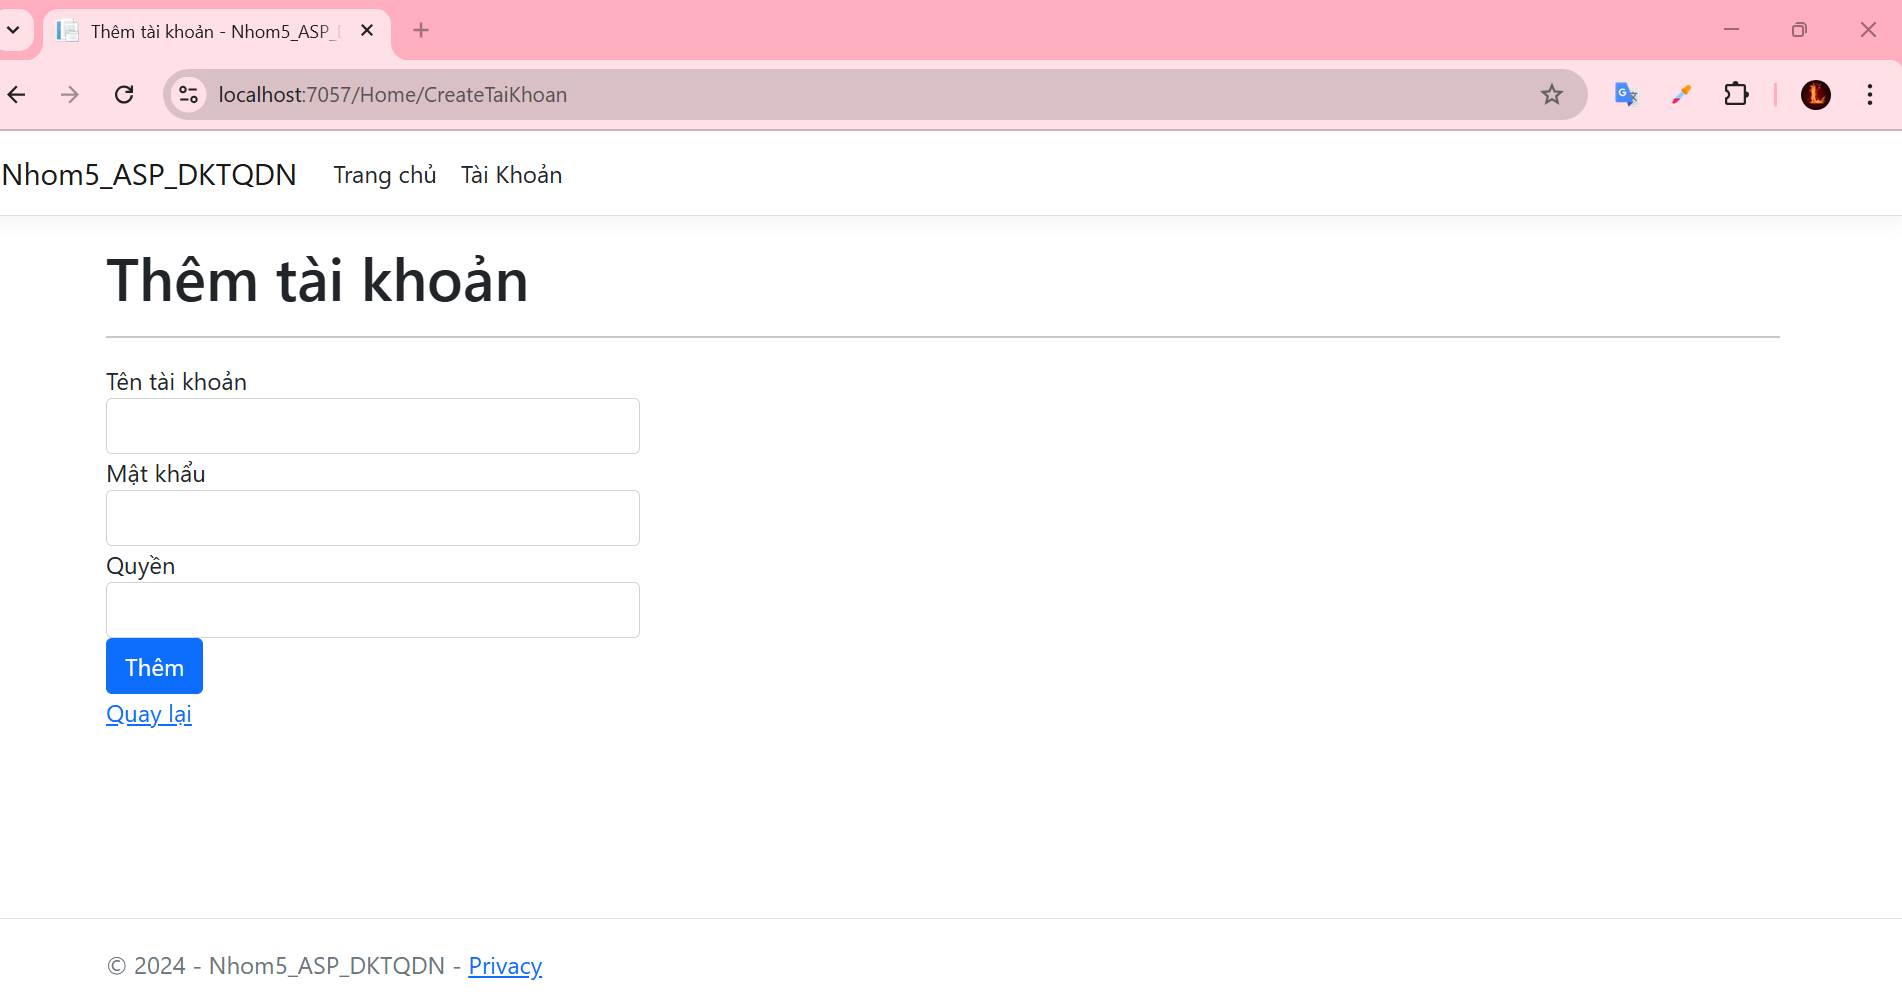 Thêm tài khoản - Nhom5_ASP_
localhost:7057/Home/CreateTaiKhoan
Nhom5_ASP_DKTQDN Trang chủ Tài Khoản
Thêm tài khoản
Tên tài khoản
Mật khẩu
Quyền
Thêm
Quay lại
© 2024 - Nhom5_ASP_DKTQDN - Privacy